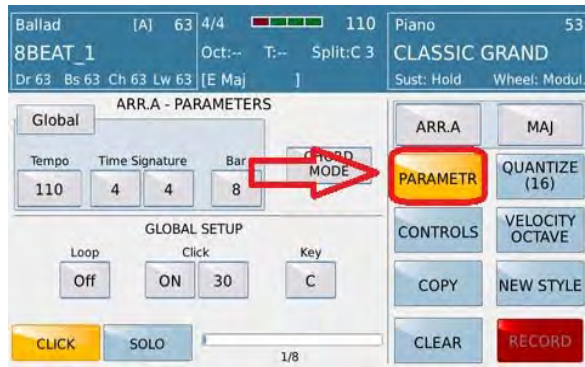 Ballad [A] 63 4/4 110 Piano 53
8BEAT_1 Oct:-- T:-- Split:C 3 CLASSIC GRAND
Dr 63 Bs 63 Ch 63 Lw 63 [E Maj ] Sust: Hold Wheel: Modul.
ARR.A - PARAMETERS
Global
Tempo Time Signature Bar
110 4 4 8
CHORD
MODE
GLOBAL SETUP
Loop Click Key
Off ON 30 C
CLICK SOLO 1/8
ARR.A MAJ
PARAMETR QUANTIZE
(16)
CONTROLS VELOCITY
OCTAVE
COPY NEW STYLE
CLEAR RECORD